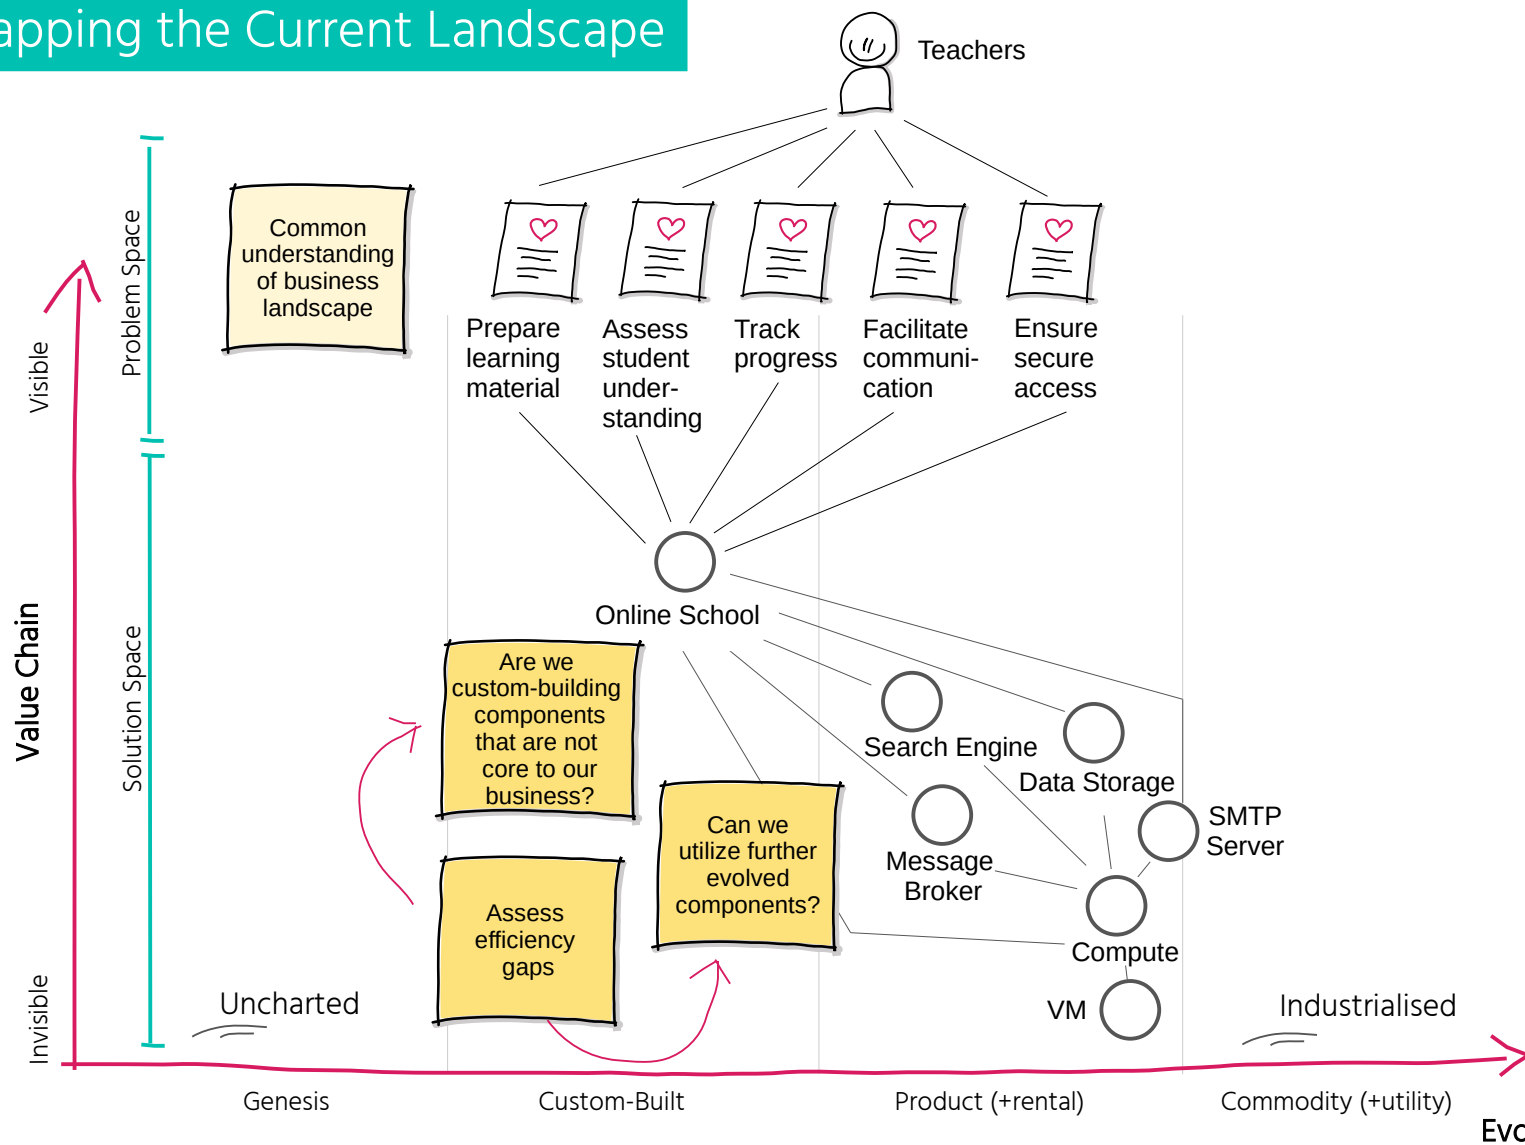 apping the Current Landscape
Teachers
Common
understanding
of business
landscape
Prepare
learning
material
Assess
student
under-
standing
Track
progress
Facilitate
communi-
cation
Ensure
secure
access
Problem Space
Visible
Online School
Value Chain
Solution Space
Are we
custom-building
components
that are not
core to our
business?
Search Engine
Data Storage
SMTP
Server
Can we
utilize further
evolved
components?
Message
Broker
Assess
efficiency
gaps
Compute
VM
Invisible
Uncharted
Industrialised
Genesis
Custom-Built
Product (+rental)
Commodity (+utility)
Evo